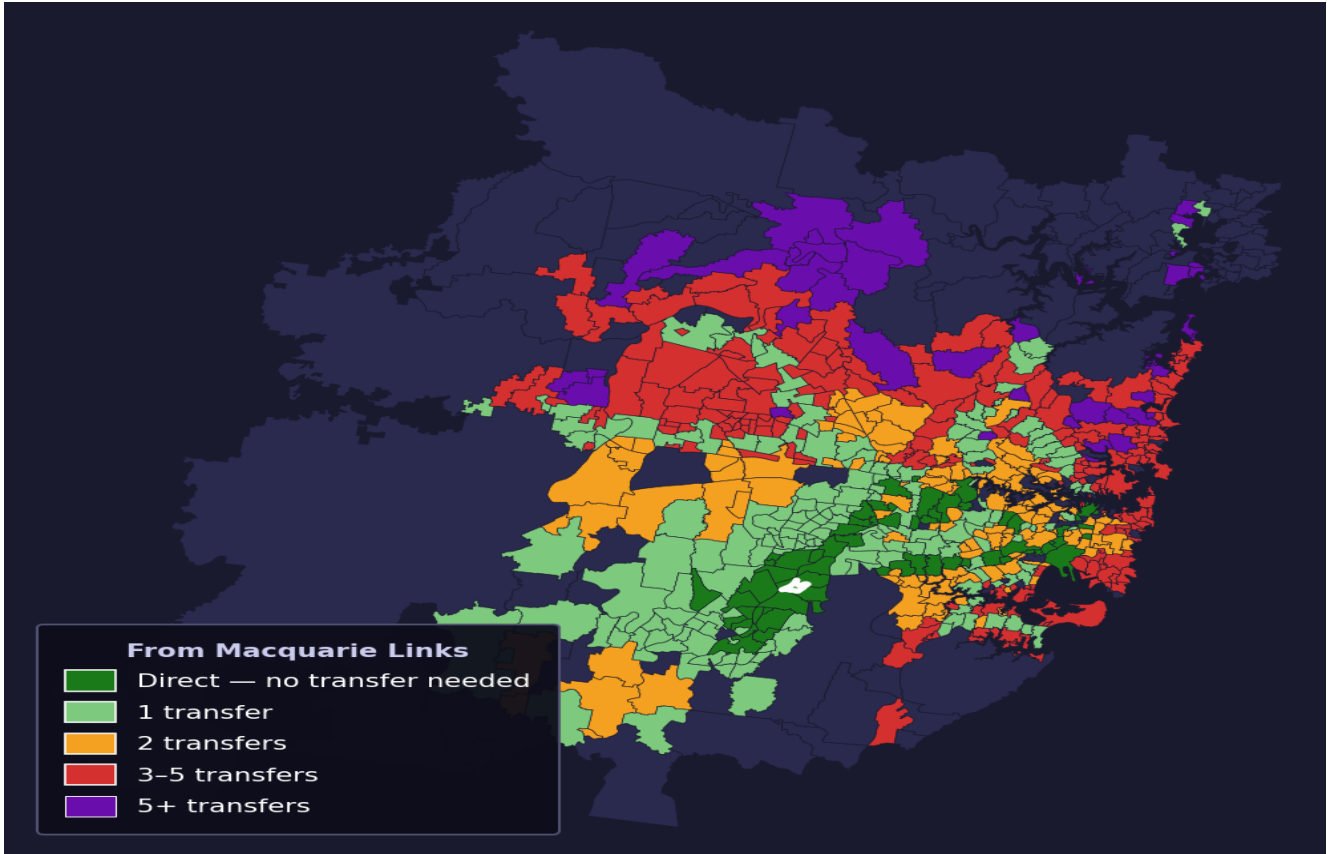 From Macquarie Links
Direct — no transfer needed
1 transfer
2 transfers
3–5 transfers
5+ transfers